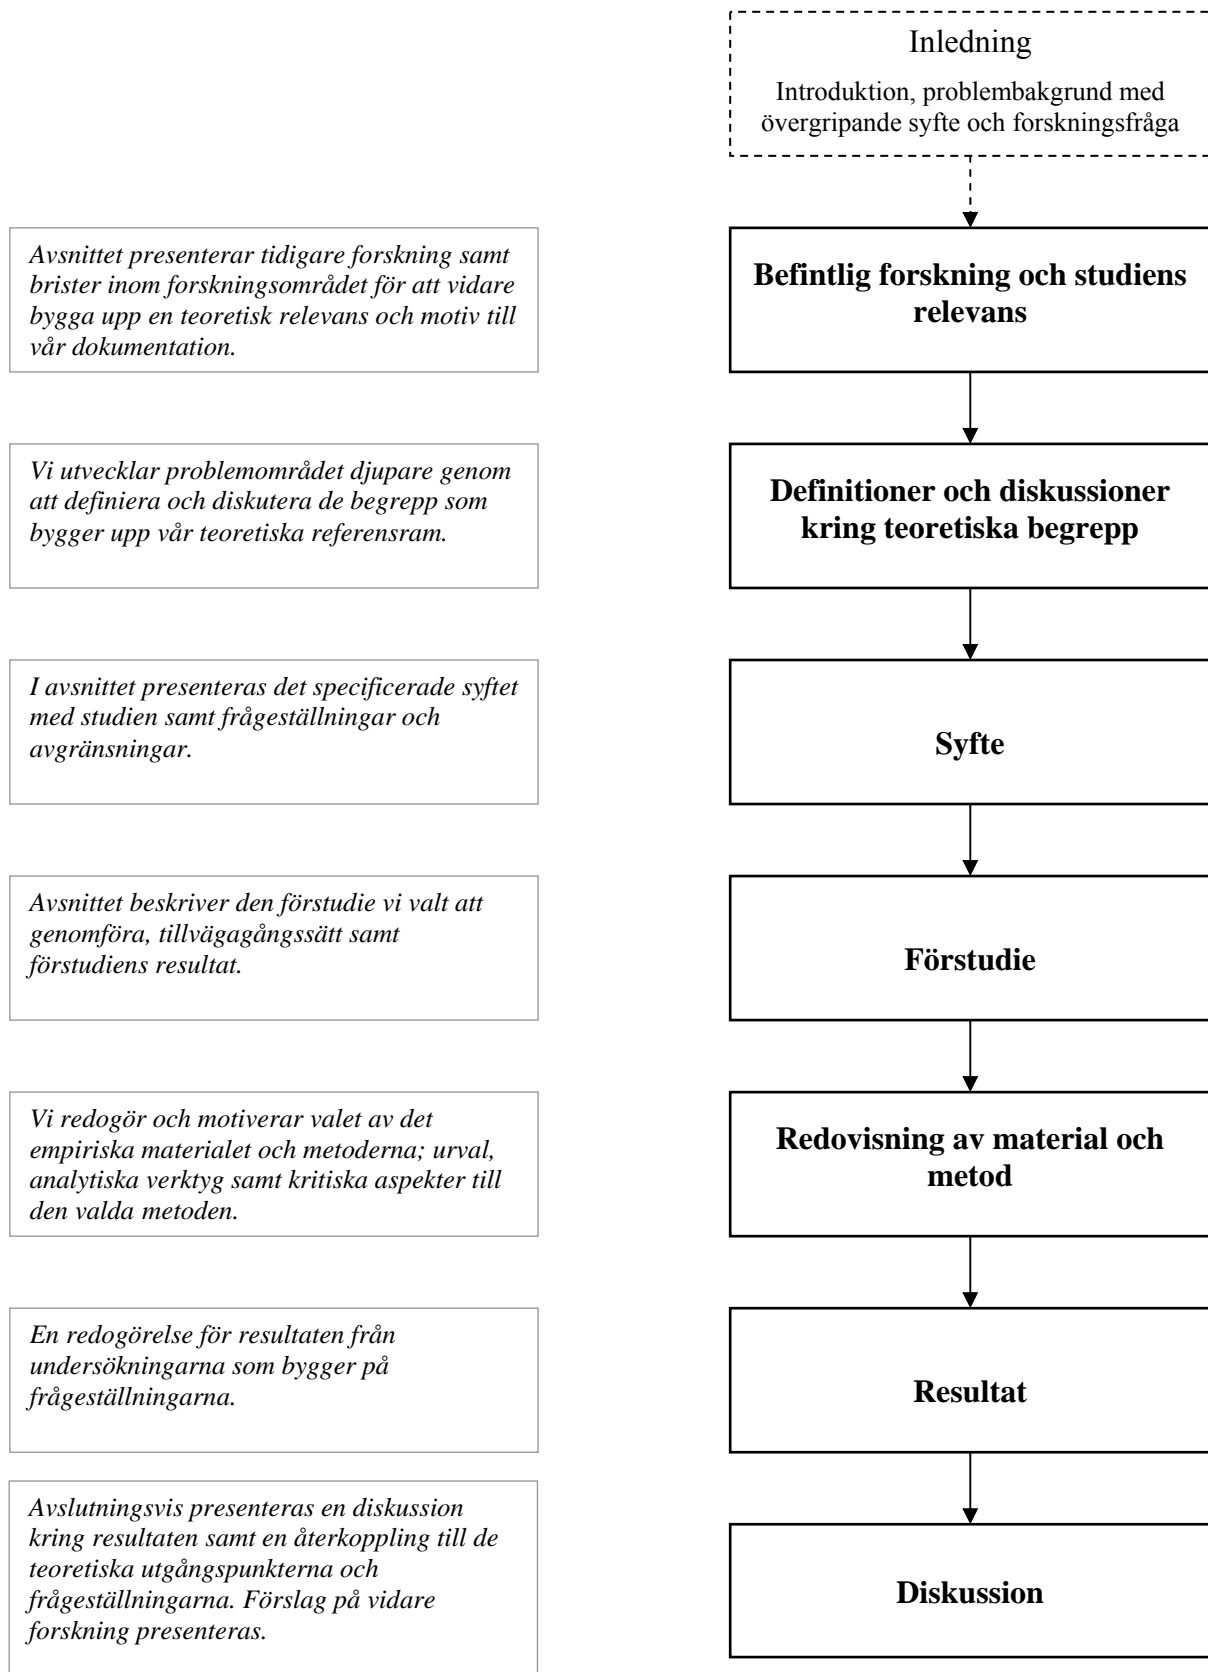 Inledning
Introduktion, problembakgrund med
övergripande syfte och forskningsfråga
Avsnittet presenterar tidigare forskning samt
brister inom forskningsområdet för att vidare
bygga upp en teoretisk relevans och motiv till
vår dokumentation.
Befintlig forskning och studiens
relevans
Vi utvecklar problemområdet djupare genom
att definiera och diskutera de begrepp som
bygger upp vår teoretiska referensram.
Definitioner och diskussioner
kring teoretiska begrepp
I avsnittet presenteras det specificerade syftet
med studien samt frågeställningar och
avgränsningar.
Syfte
Avsnittet beskriver den förstudie vi valt att
genomföra, tillvägagångssätt samt
förstudiens resultat.
Förstudie
Vi redogör och motiverar valet av det
empiriska materialet och metoderna; urval,
analytiska verktyg samt kritiska aspekter till
den valda metoden.
Redovisning av material och
metod
En redogörelse för resultaten från
undersökningarna som bygger på
frågeställningarna.
Resultat
Avslutningsvis presenteras en diskussion
kring resultaten samt en återkoppling till de
teoretiska utgångspunkterna och
frågeställningarna. Förslag på vidare
forskning presenteras.
Diskussion